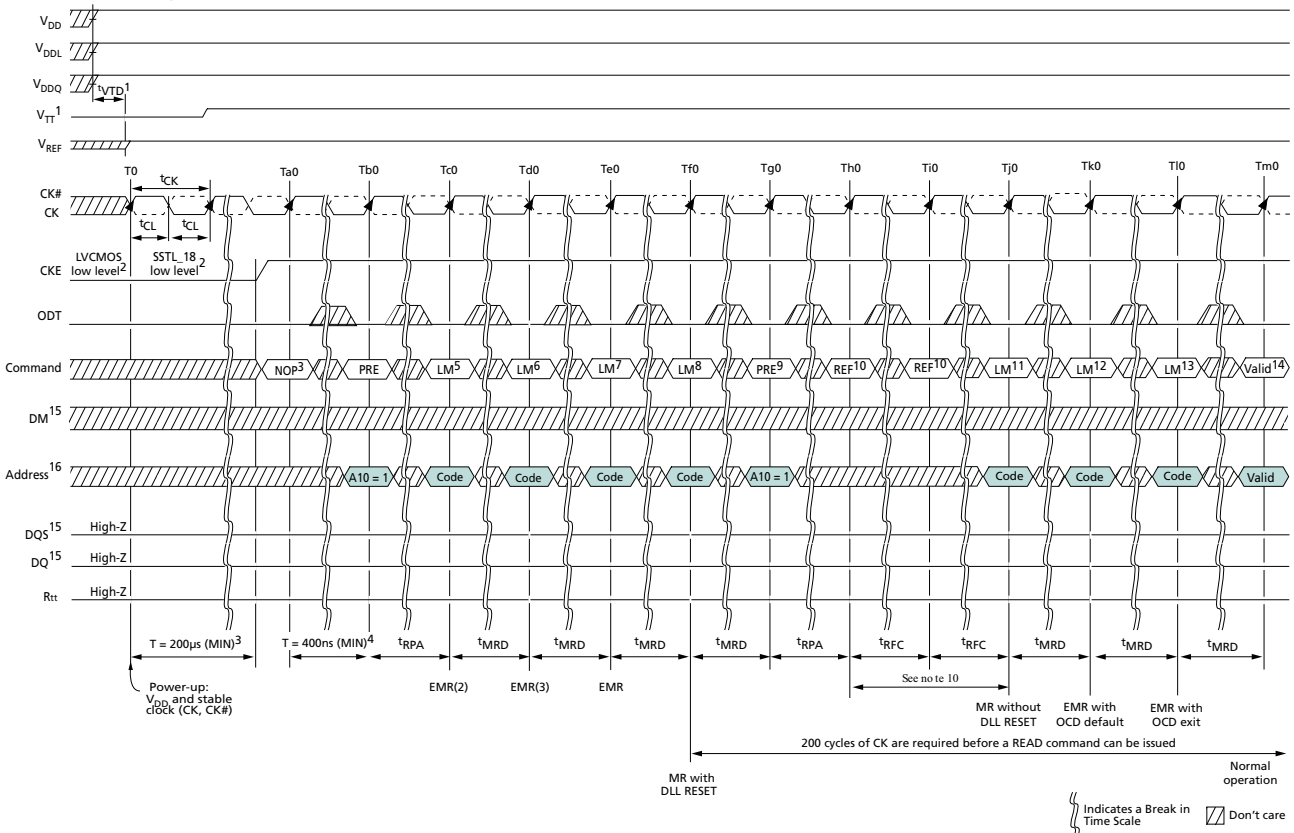 VDD
VDDL
VDDQ
tVTD1
VTT1
VREF
T0 Ta0 Tb0 Tc0 Td0 Te0 Tf0 Tg0 Th0 Ti0 Tj0 Tk0 Tl0 Tm0
tCK
CK#
CK
tCL tCL
LVCMOS SSTL_18
CKE low level2 low level2
ODT
Command NOP3 PRE LM5 LM6 LM7 LM8 PRE9 REF10 REF10 LM11 LM12 LM13 Valid14
DM15
Address16 A10 = 1 Code Code Code Code A10 = 1 Code Code Code Valid
DQS15 High-Z
DQ15 High-Z
Rtt High-Z
T = 200µs (MIN)3 T = 400ns (MIN)4 tRPA tMRD tMRD tMRD tMRD tRPA tRFC tRFC tMRD tMRD tMRD
Power-up:
VDD and stable
clock (CK, CK#)
EMR(2) EMR(3) EMR
See note 10
MR without
DLL RESET
EMR with
OCD default
EMR with
OCD exit
200 cycles of CK are required before a READ command can be issued
MR with
DLL RESET
Normal
operation
Indicates a Break in
Time Scale
Don't care